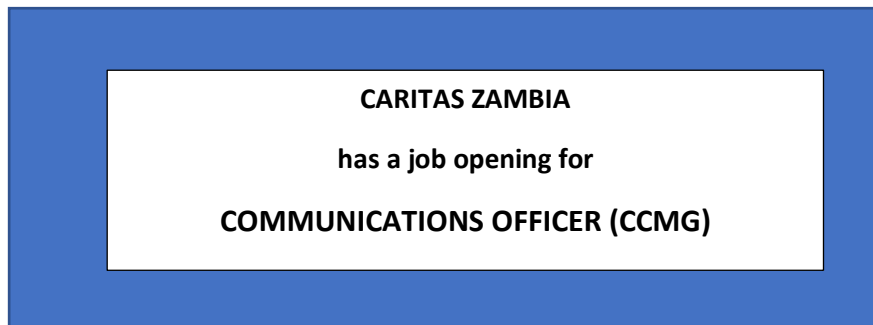 CARITAS ZAMBIA
has a job opening for
COMMUNICATIONS OFFICER (CCMG)